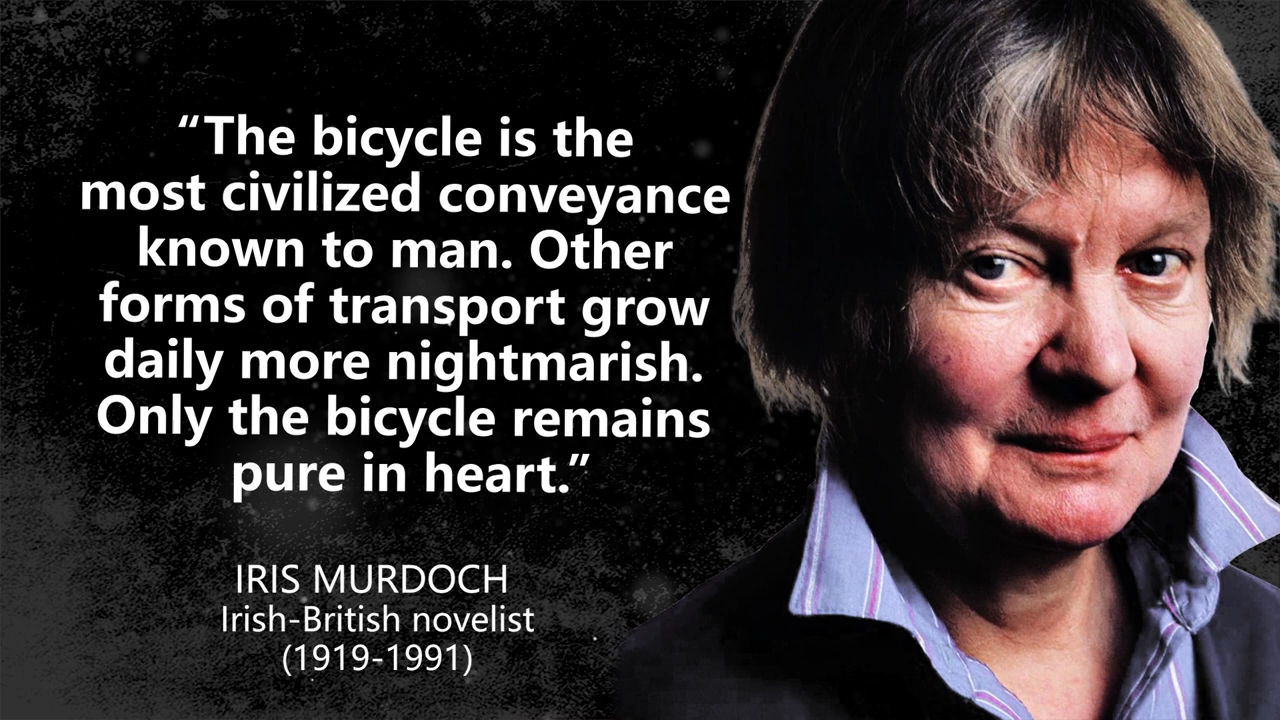 “The bicycle is the
most civilized conveyance
known to man. Other
forms of transport grow
daily more nightmarish.
Only the bicycle remains
pure in heart.”
IRIS MURDOCH
Irish-British novelist
(1919-1991)